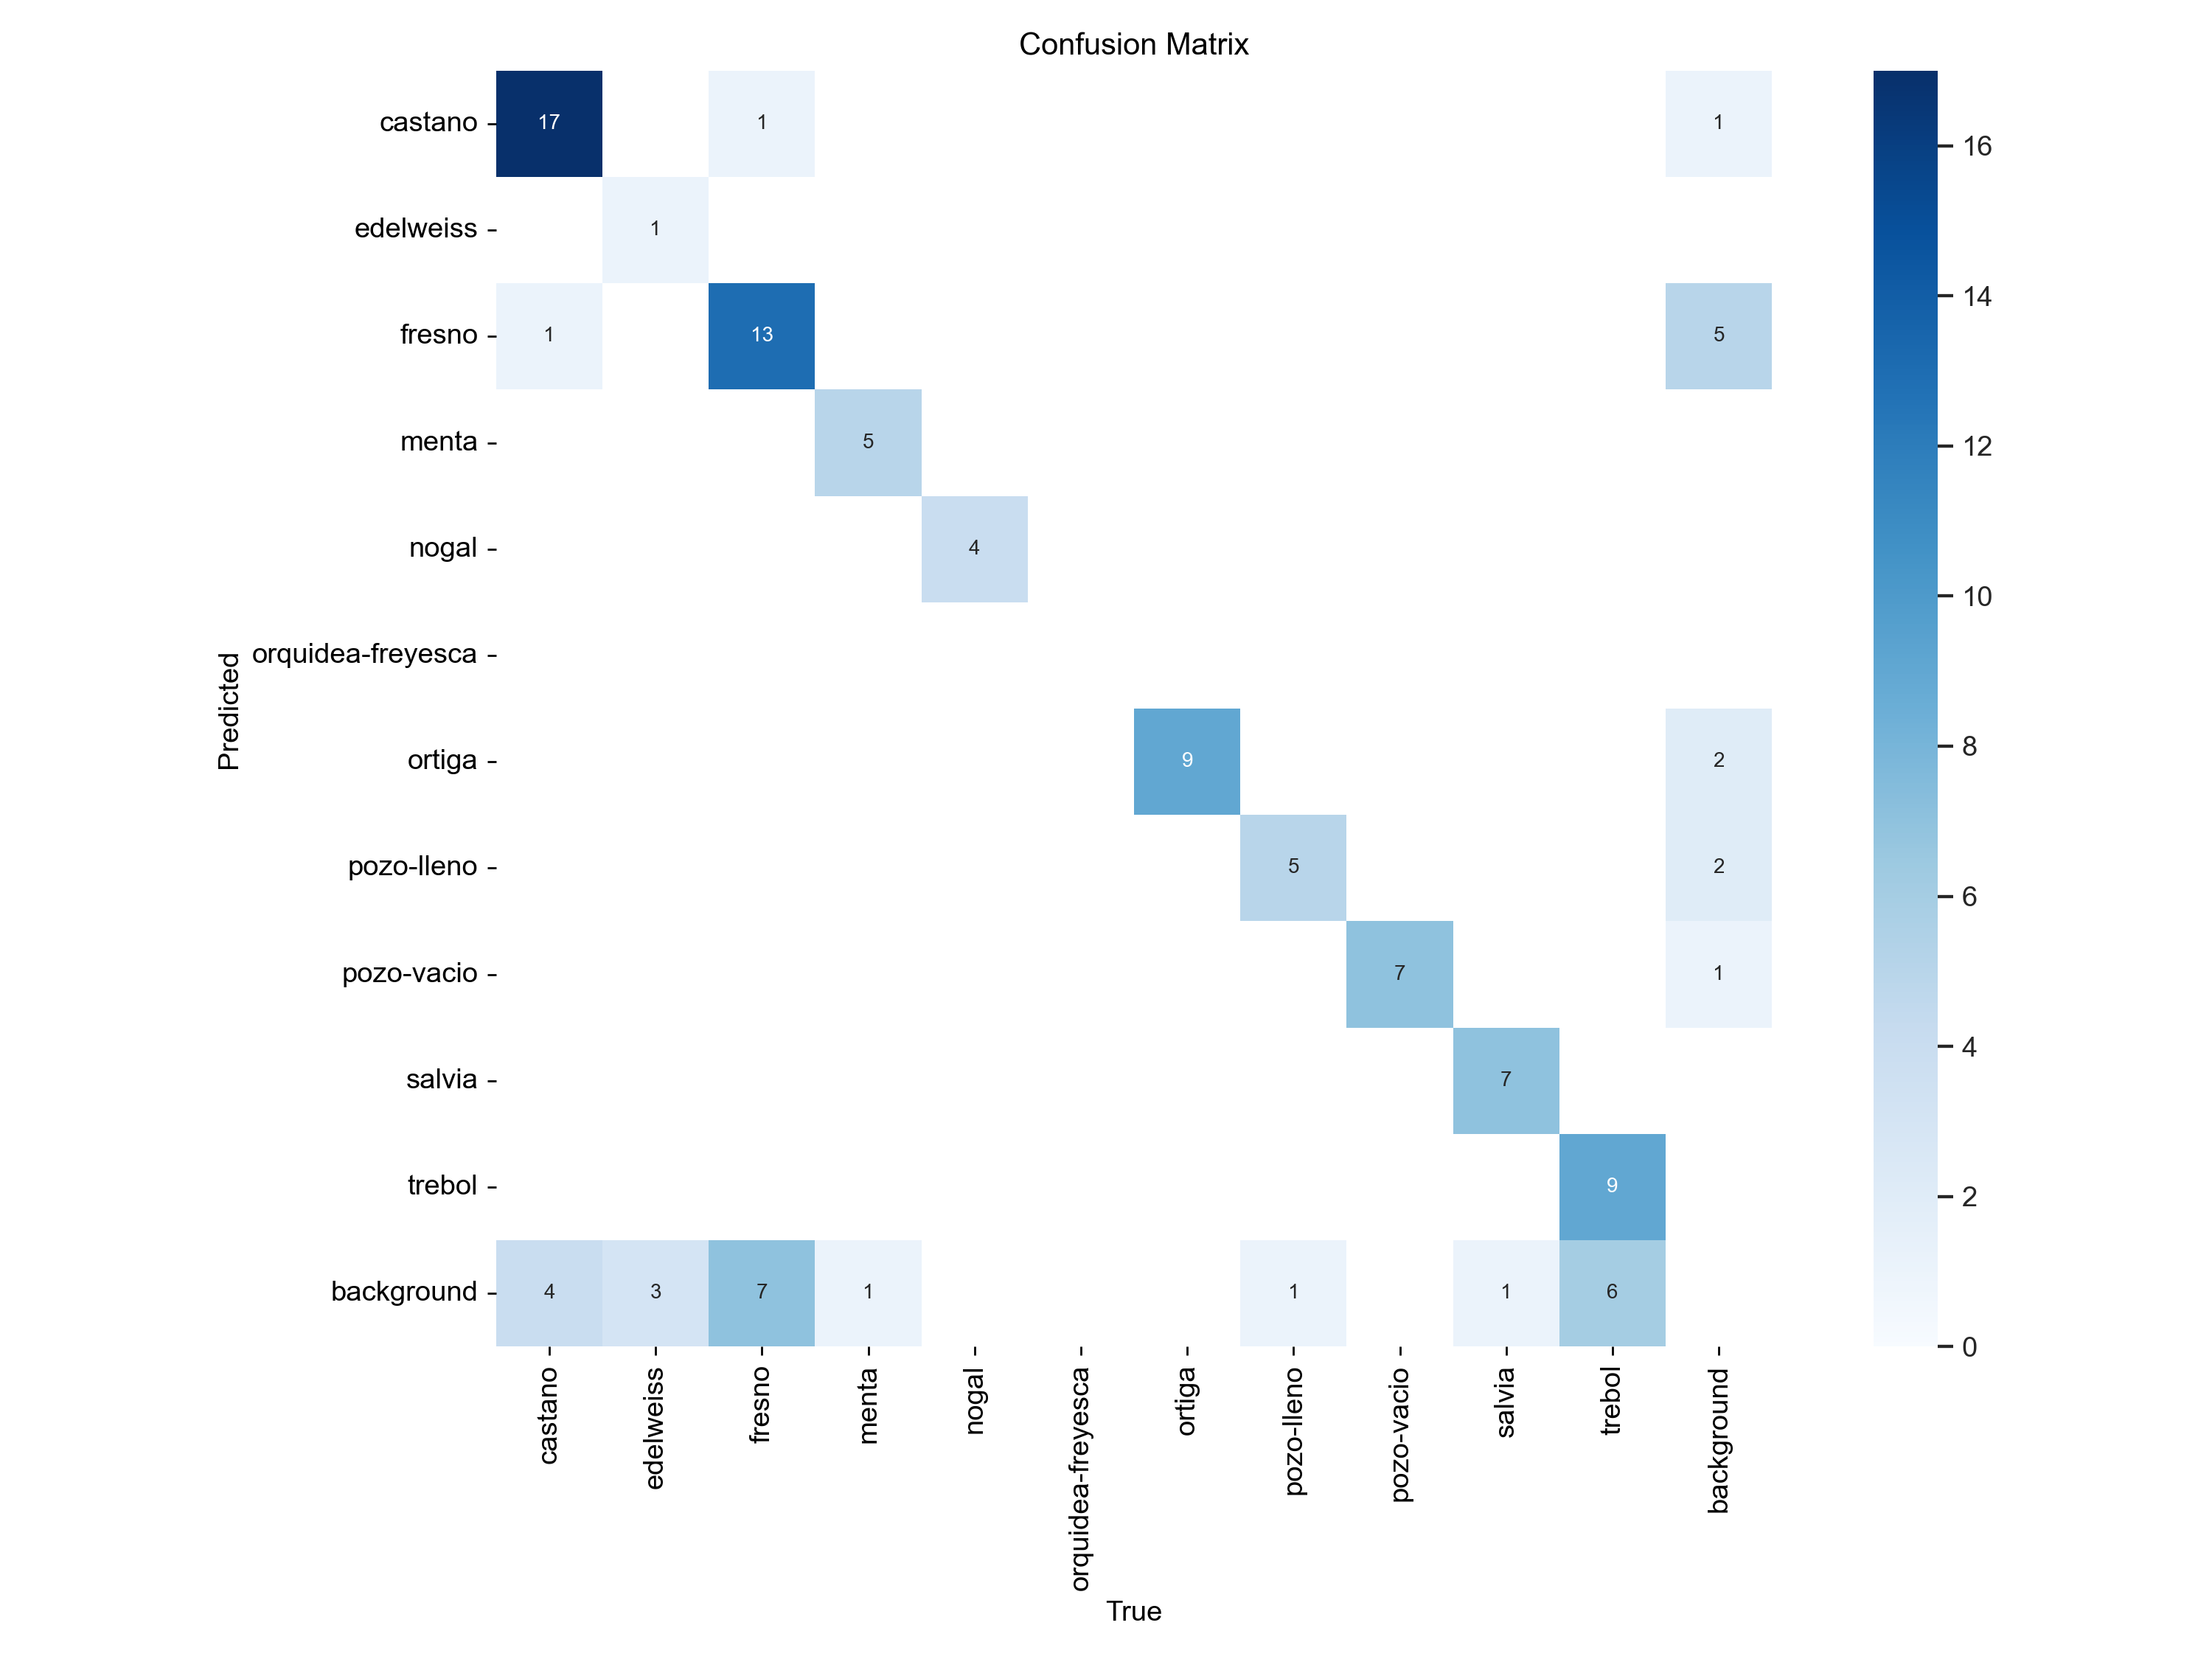 Confusion Matrix
castano 17 1 1
edelweiss 1
fresno 1 13 5
menta 5
nogal 4
orquidea-freyesca
ortiga 9 2
pozo-lleno 5 2
pozo-vacio 7 1
salvia 7
trebol 9
background 4 3 7 1 1 1 6
Predicted
castano
edelweiss
fresno
menta
nogal
orquidea-freyesca
ortiga
pozo-lleno
pozo-vacio
salvia
trebol
background
True
16
14
12
10
8
6
4
2
0